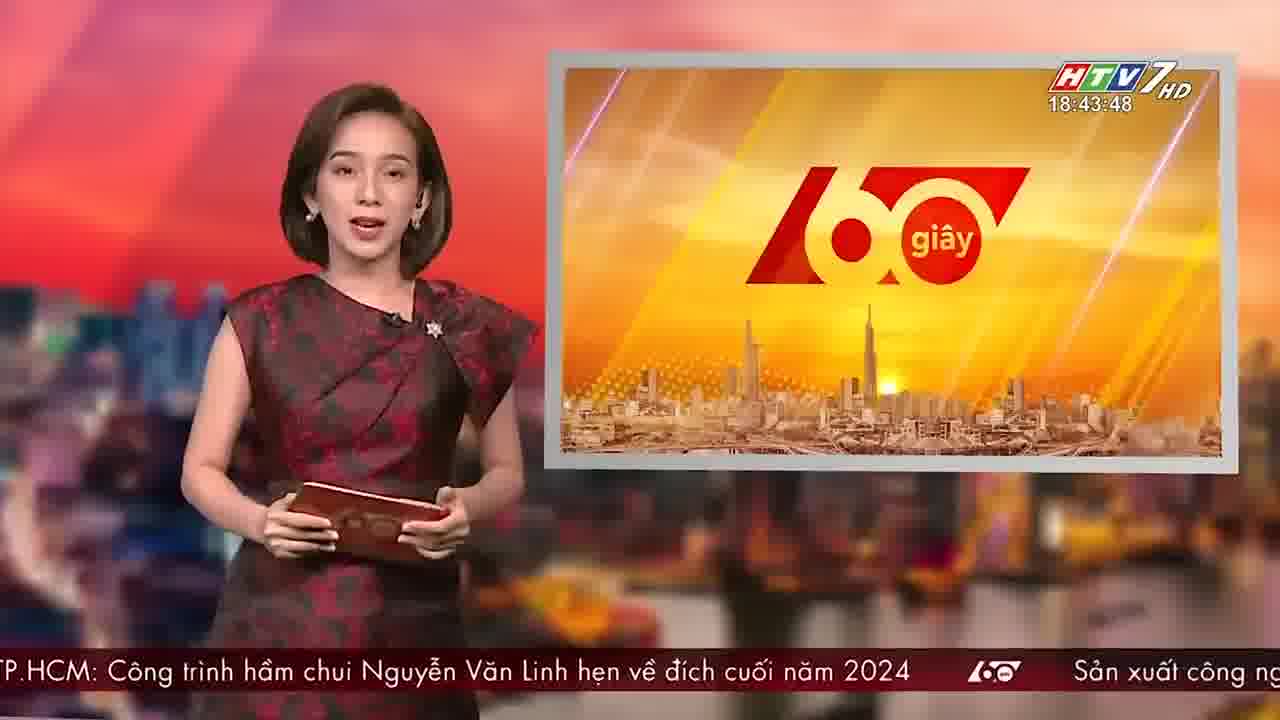 HTV7 HD
18:43:48
60 giây
TP.HCM: Công trình hầm chui Nguyễn Văn Linh hẹn về đích cuối năm 2024
60
Sản xuất công